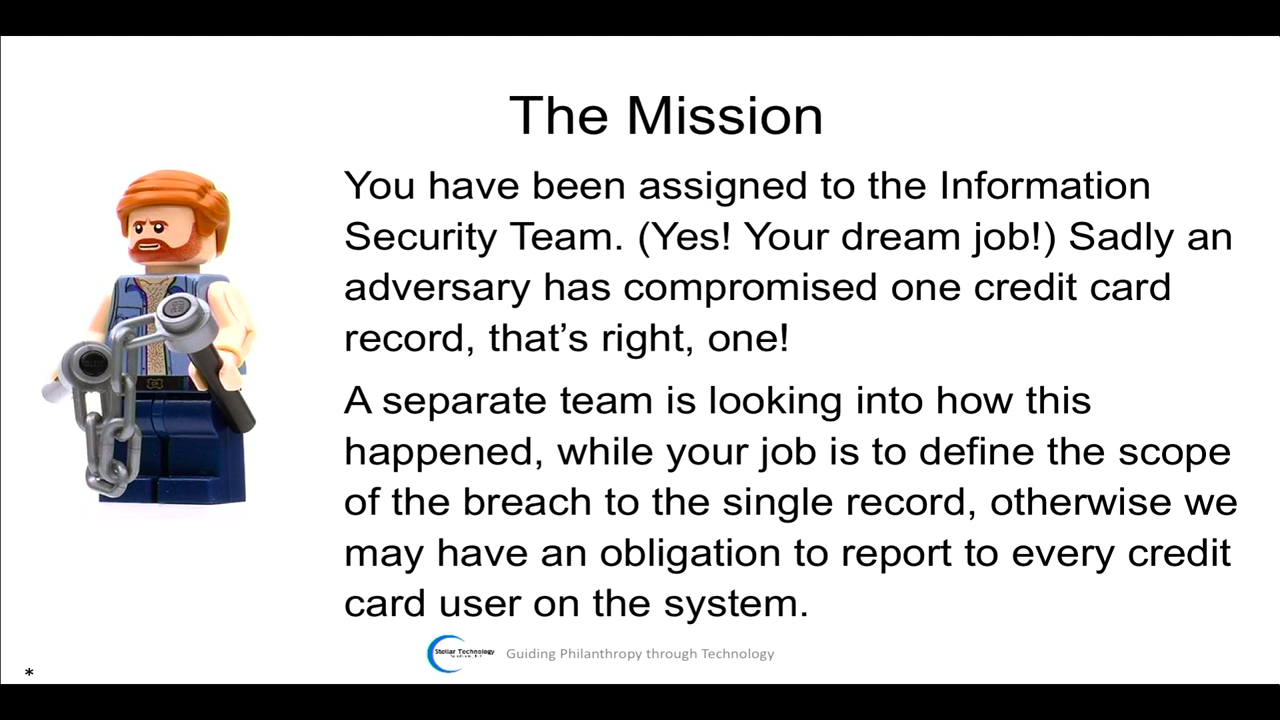 The Mission
You have been assigned to the Information
Security Team. (Yes! Your dream job!) Sadly an
adversary has compromised one credit card
record, that’s right, one!
A separate team is looking into how this
happened, while your job is to define the scope
of the breach to the single record, otherwise we
may have an obligation to report to every credit
card user on the system.
Stellar Technology
Guiding Philanthropy through Technology
*